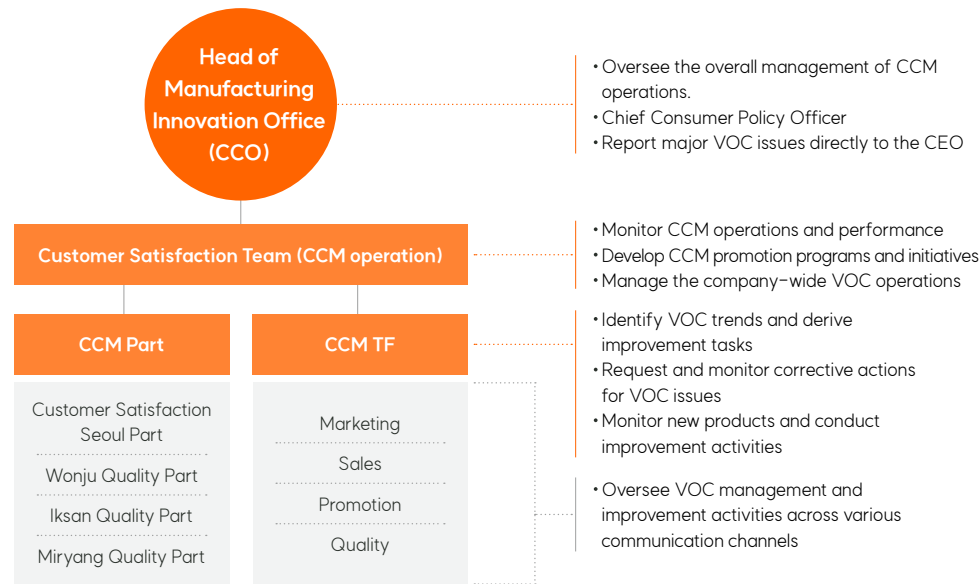 Head of
Manufacturing
Innovation Office
(CCO)
• Oversee the overall management of CCM
operations.
• Chief Consumer Policy Officer
• Report major VOC issues directly to the CEO
Customer Satisfaction Team (CCM operation)
• Monitor CCM operations and performance
• Develop CCM promotion programs and initiatives
• Manage the company-wide VOC operations
CCM Part
CCM TF
• Identify VOC trends and derive
improvement tasks
• Request and monitor corrective actions
for VOC issues
• Monitor new products and conduct
improvement activities
Customer Satisfaction
Seoul Part
Wonju Quality Part
Iksan Quality Part
Miryang Quality Part
Marketing
Sales
Promotion
Quality
• Oversee VOC management and
improvement activities across various
communication channels